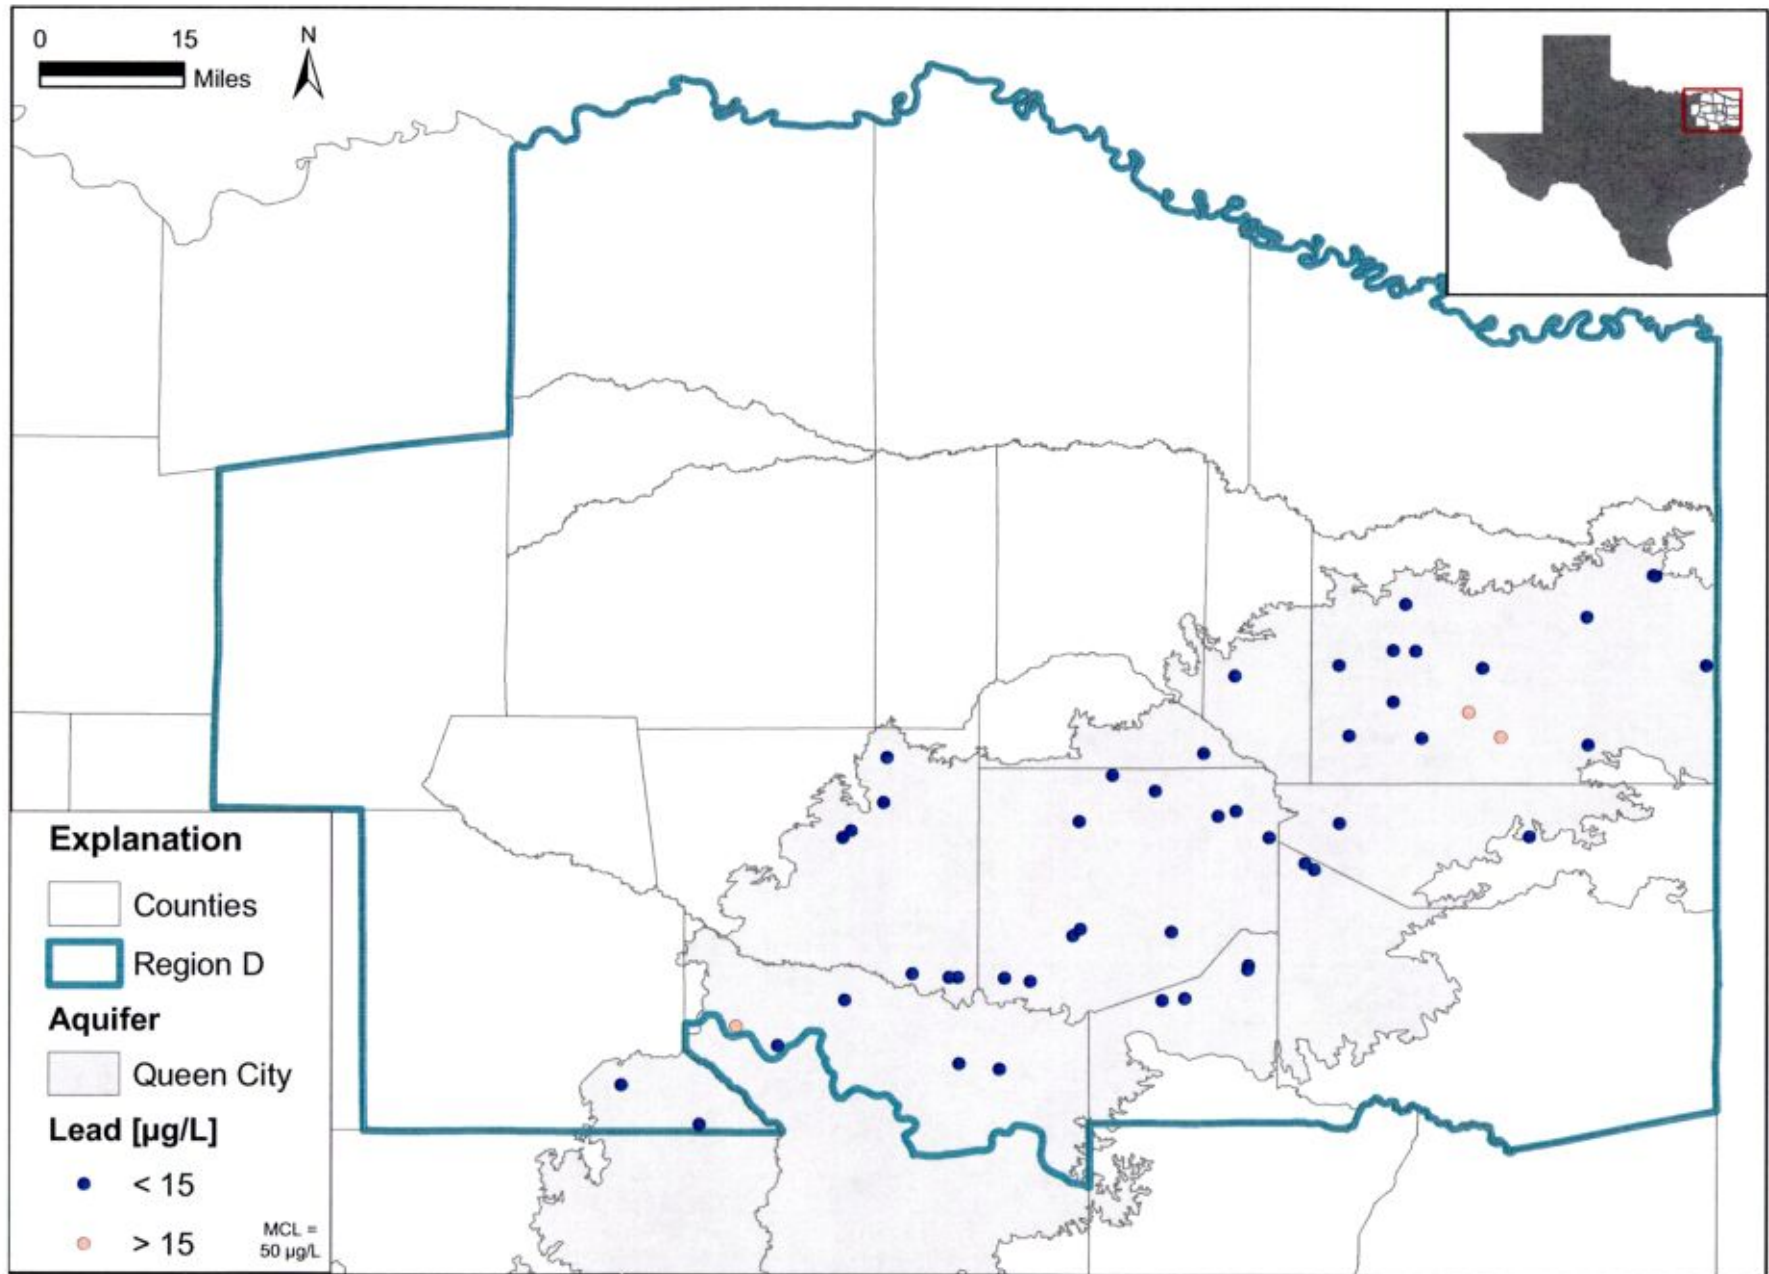 0 15
Miles
N
Explanation
Counties
Region D
Aquifer
Queen City
Lead [µg/L]
< 15
> 15
MCL =
50 µg/L